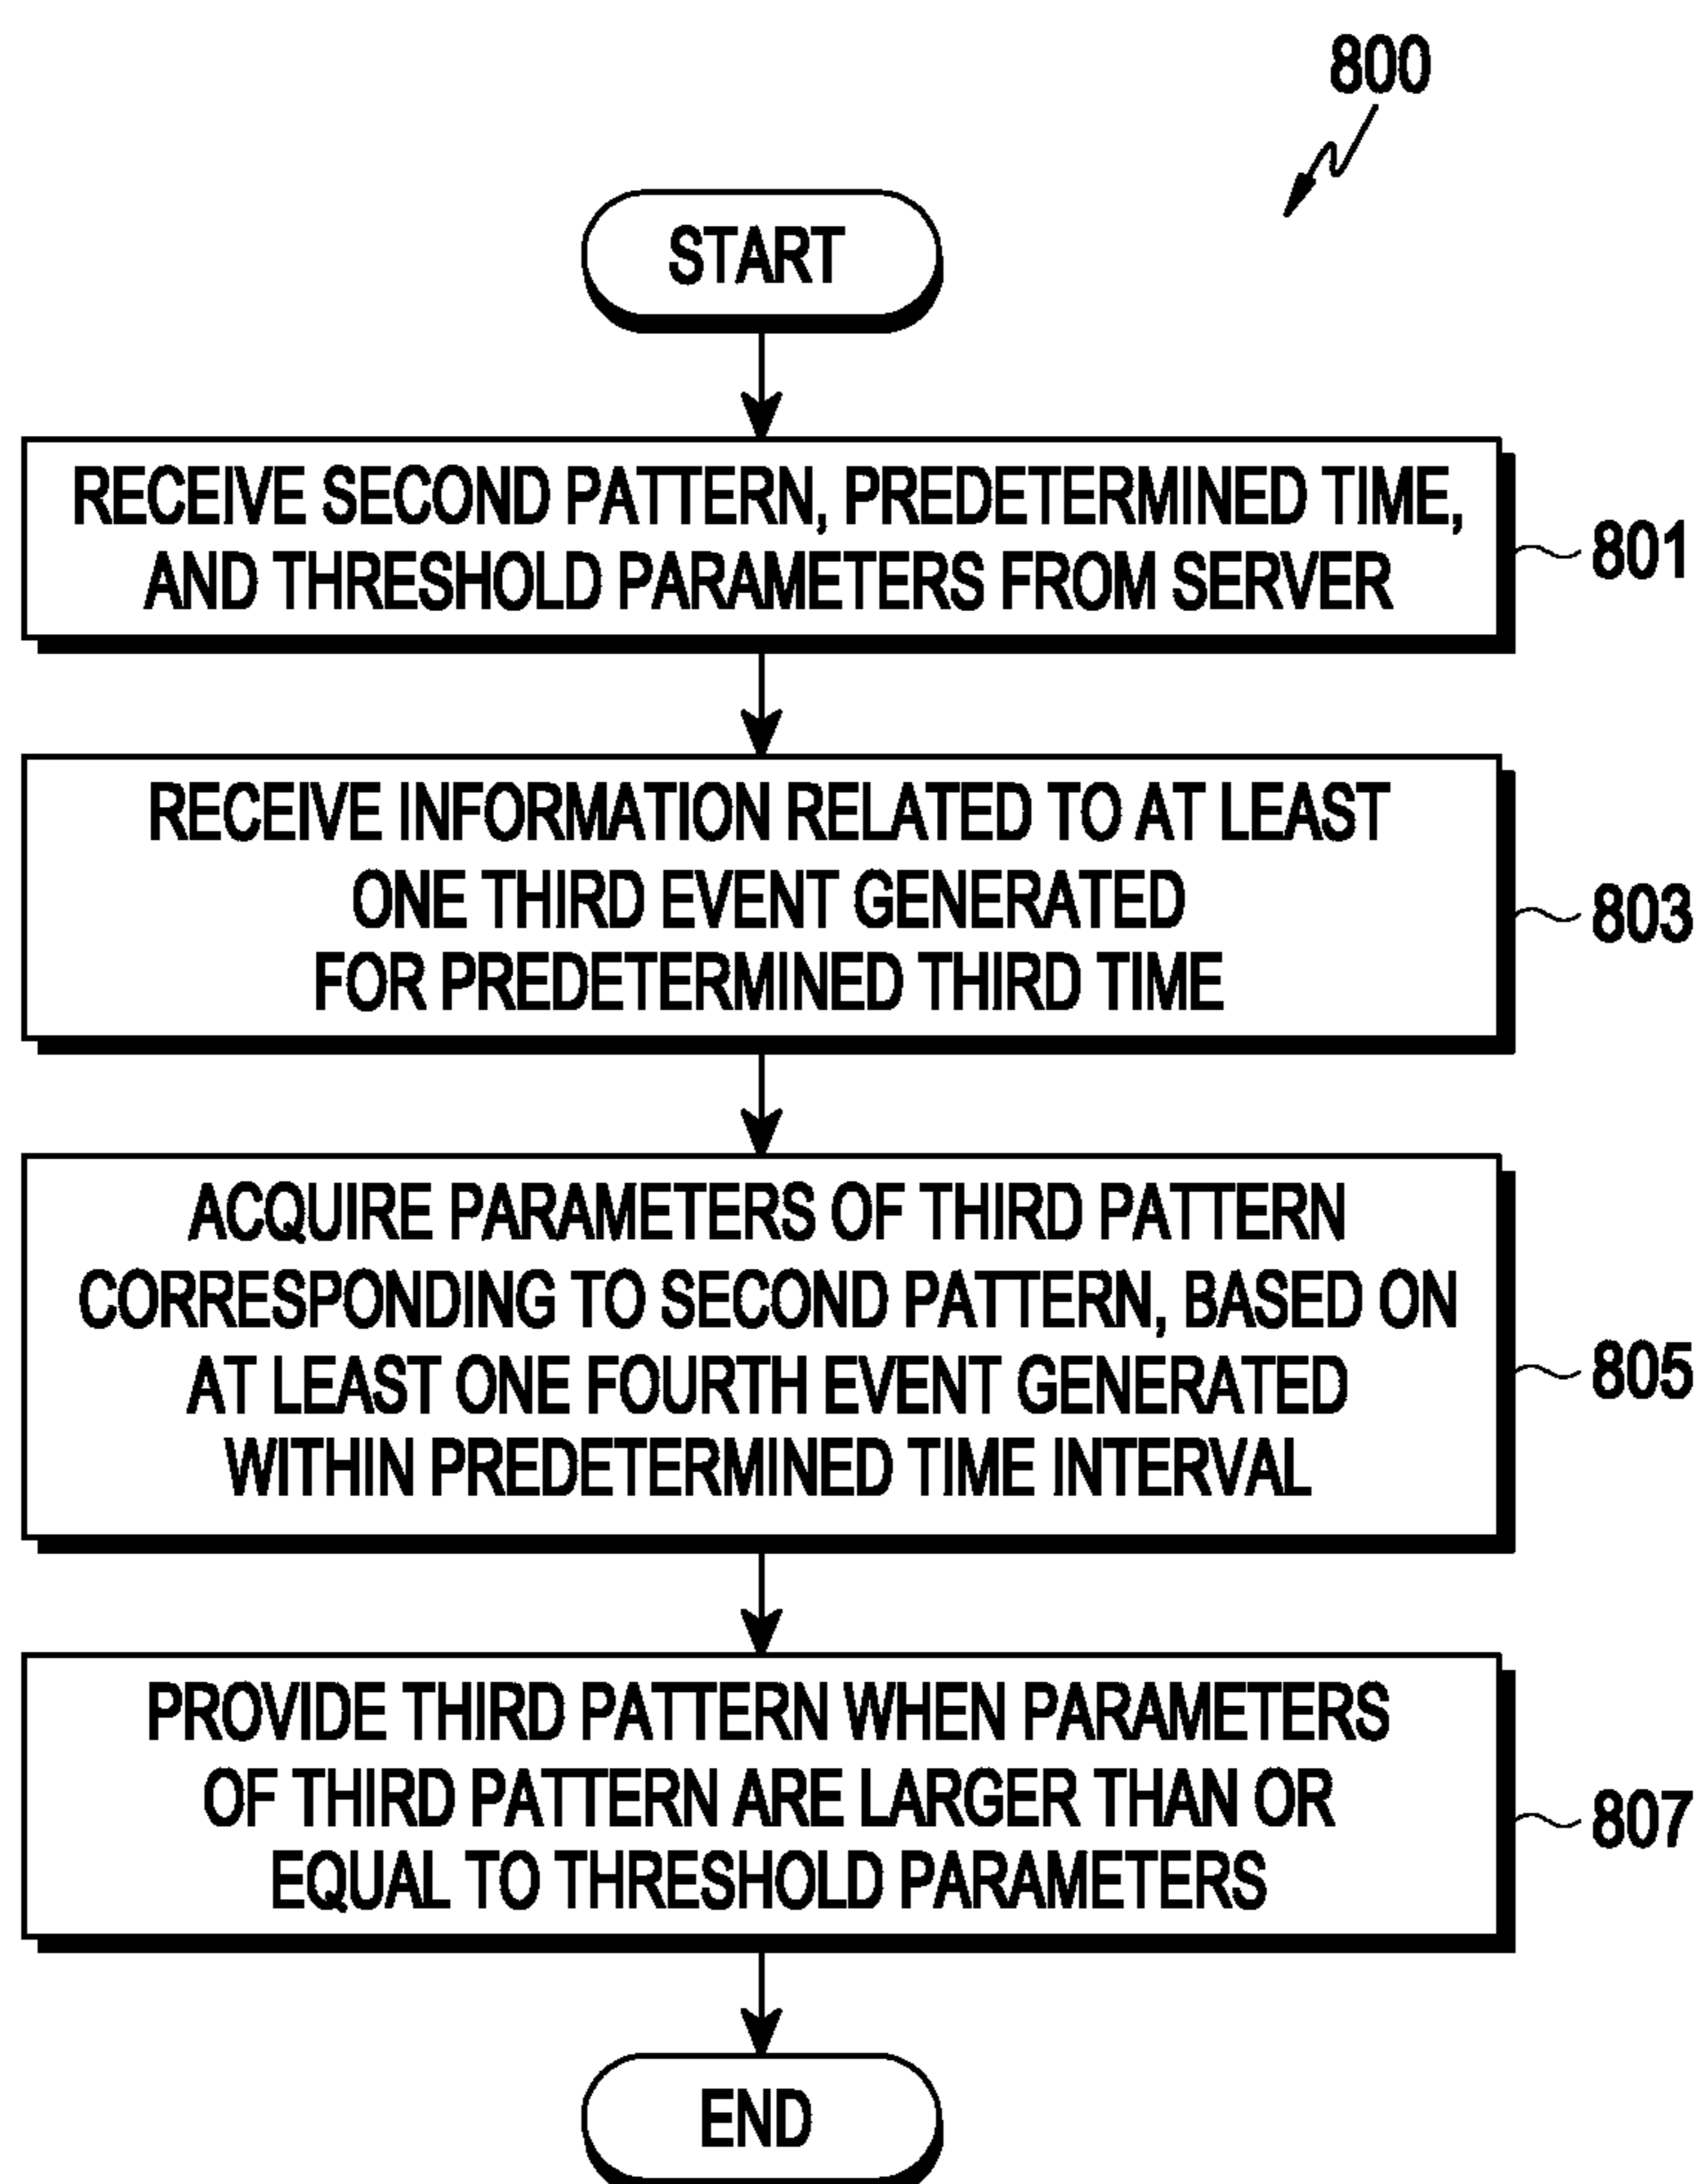 800
START
RECEIVE SECOND PATTERN, PREDETERMINED TIME,
AND THRESHOLD PARAMETERS FROM SERVER
801
RECEIVE INFORMATION RELATED TO AT LEAST
ONE THIRD EVENT GENERATED
FOR PREDETERMINED THIRD TIME
803
ACQUIRE PARAMETERS OF THIRD PATTERN
CORRESPONDING TO SECOND PATTERN, BASED ON
AT LEAST ONE FOURTH EVENT GENERATED
WITHIN PREDETERMINED TIME INTERVAL
805
PROVIDE THIRD PATTERN WHEN PARAMETERS
OF THIRD PATTERN ARE LARGER THAN OR
EQUAL TO THRESHOLD PARAMETERS
807
END